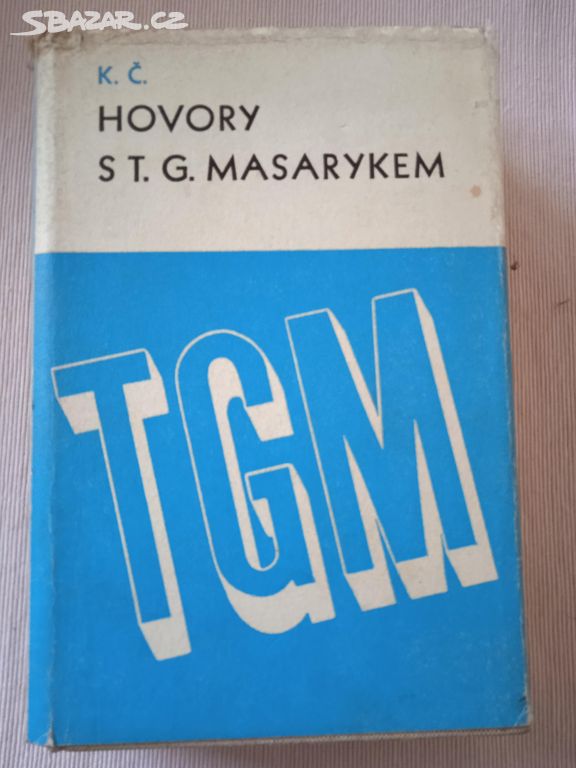 SBAZAR.CZ
K. Č.
HOVORY
S T. G. MASARYKEM
TGM